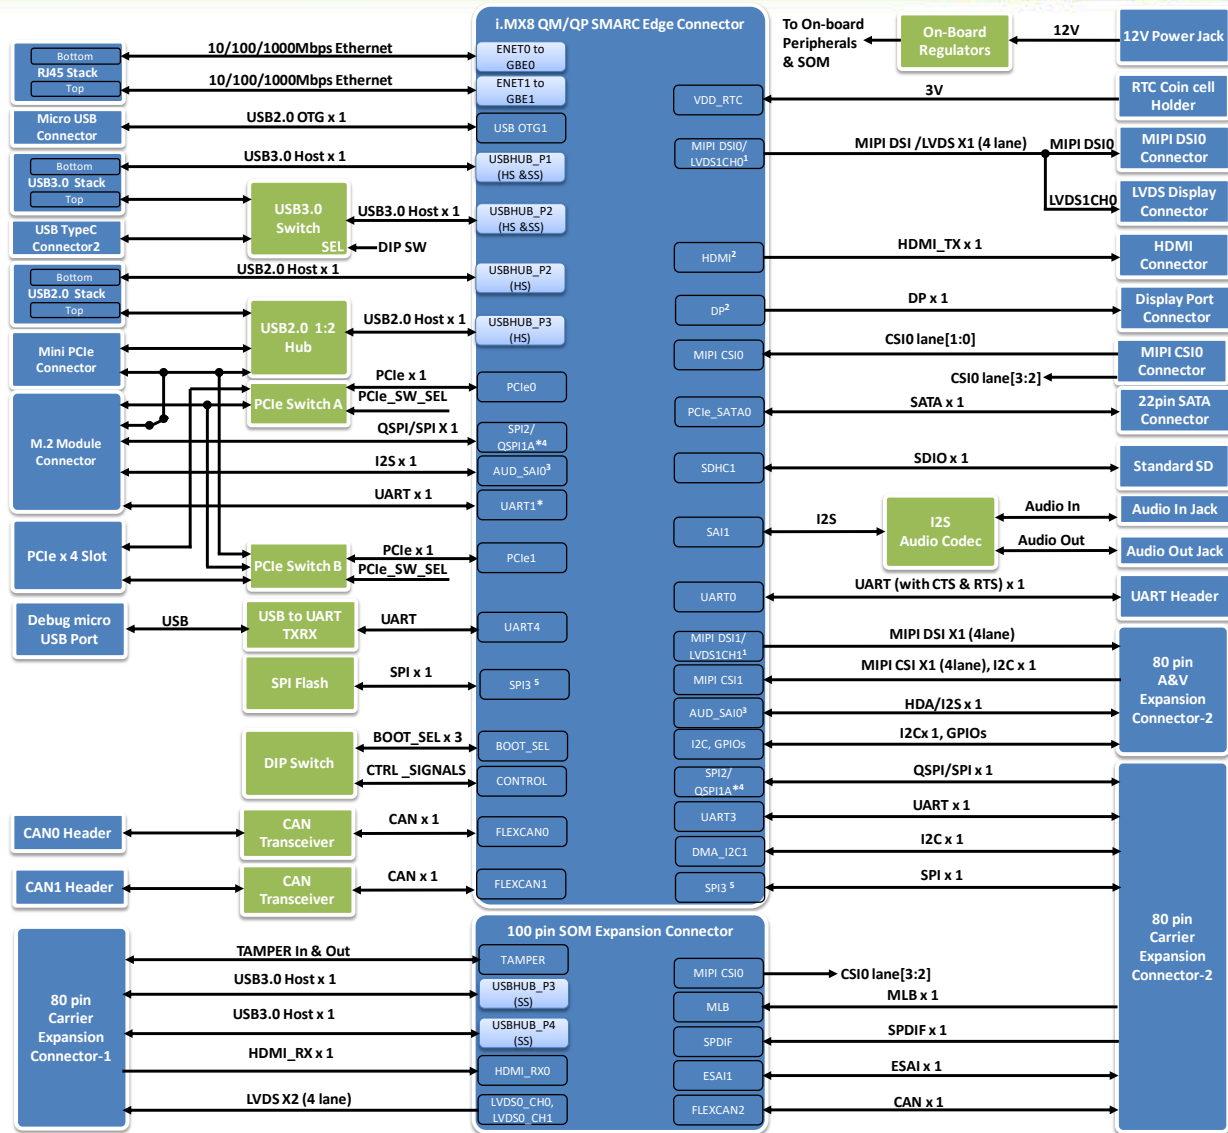 i.MX8 QM/QP SMARC Edge Connector
10/100/1000Mbps Ethernet
ENET0 to
GBE0
Bottom
RJ45 Stack
Top
10/100/1000Mbps Ethernet
ENET1 to
GBE1
Micro USB
Connector
USB2.0 OTG x 1
USB OTG1
USB3.0 Host x 1
USBHUB_P1
(HS &SS)
Bottom
USB3.0 Stack
Top
USB3.0
Switch
SEL
USB3.0 Host x 1
USBHUB_P2
(HS &SS)
DIP SW
USB TypeC
Connector2
USB2.0 Host x 1
USBHUB_P2
(HS)
Bottom
USB2.0 Stack
Top
USB2.0 1:2
Hub
USB2.0 Host x 1
USBHUB_P3
(HS)
Mini PCIe
Connector
PCIe x 1
PCIe0
PCIe Switch A
PCIe_SW_SEL
M.2 Module
Connector
QSPI/SPI X 1
SPI2/
QSPI1A*4
I2S x 1
AUD_SAI03
UART x 1
UART1*
PCIe x 4 Slot
PCIe Switch B
PCIe x 1
PCIe1
PCIe_SW_SEL
Debug micro
USB Port
USB
USB to UART
TXRX
UART
UART4
SPI Flash
SPI x 1
SPI3 5
DIP Switch
BOOT_SEL x 3
BOOT_SEL
CTRL _SIGNALS
CONTROL
CAN0 Header
CAN
Transceiver
CAN x 1
FLEXCAN0
CAN1 Header
CAN
Transceiver
CAN x 1
FLEXCAN1
To On-board
Peripherals
& SOM
On-Board
Regulators
12V
12V Power Jack
VDD_RTC
3V
RTC Coin cell
Holder
MIPI DSI0/
LVDS1CH01
MIPI DSI /LVDS X1 (4 lane)
MIPI DSI0
MIPI DSI0
Connector
LVDS1CH0
LVDS Display
Connector
HDMI2
HDMI_TX x 1
HDMI
Connector
DP2
DP x 1
Display Port
Connector
MIPI CSI0
CSI0 lane[1:0]
CSI0 lane[3:2]
MIPI CSI0
Connector
PCIe_SATA0
SATA x 1
22pin SATA
Connector
SDHC1
SDIO x 1
Standard SD
SAI1
I2S
I2S
Audio Codec
Audio In
Audio In Jack
Audio Out
Audio Out Jack
UART0
UART (with CTS & RTS) x 1
UART Header
MIPI DSI1/
LVDS1CH11
MIPI DSI X1 (4lane)
MIPI CSI1
MIPI CSI X1 (4lane), I2C x 1
AUD_SAI03
HDA/I2S x 1
I2C, GPIOs
I2Cx 1, GPIOs
80 pin
A&V
Expansion
Connector-2
SPI2/
QSPI1A*4
QSPI/SPI x 1
UART3
UART x 1
DMA_I2C1
I2C x 1
SPI3 5
SPI x 1
80 pin
Carrier
Expansion
Connector-2
100 pin SOM Expansion Connector
80 pin
Carrier
Expansion
Connector-1
TAMPER In & Out
TAMPER
USB3.0 Host x 1
USBHUB_P3
(SS)
USB3.0 Host x 1
USBHUB_P4
(SS)
HDMI_RX x 1
HDMI_RX0
LVDS X2 (4 lane)
LVDS0_CH0,
LVDS0_CH1
MIPI CSI0
CSI0 lane[3:2]
MLB
MLB x 1
SPDIF
SPDIF x 1
ESAI1
ESAI x 1
FLEXCAN2
CAN x 1